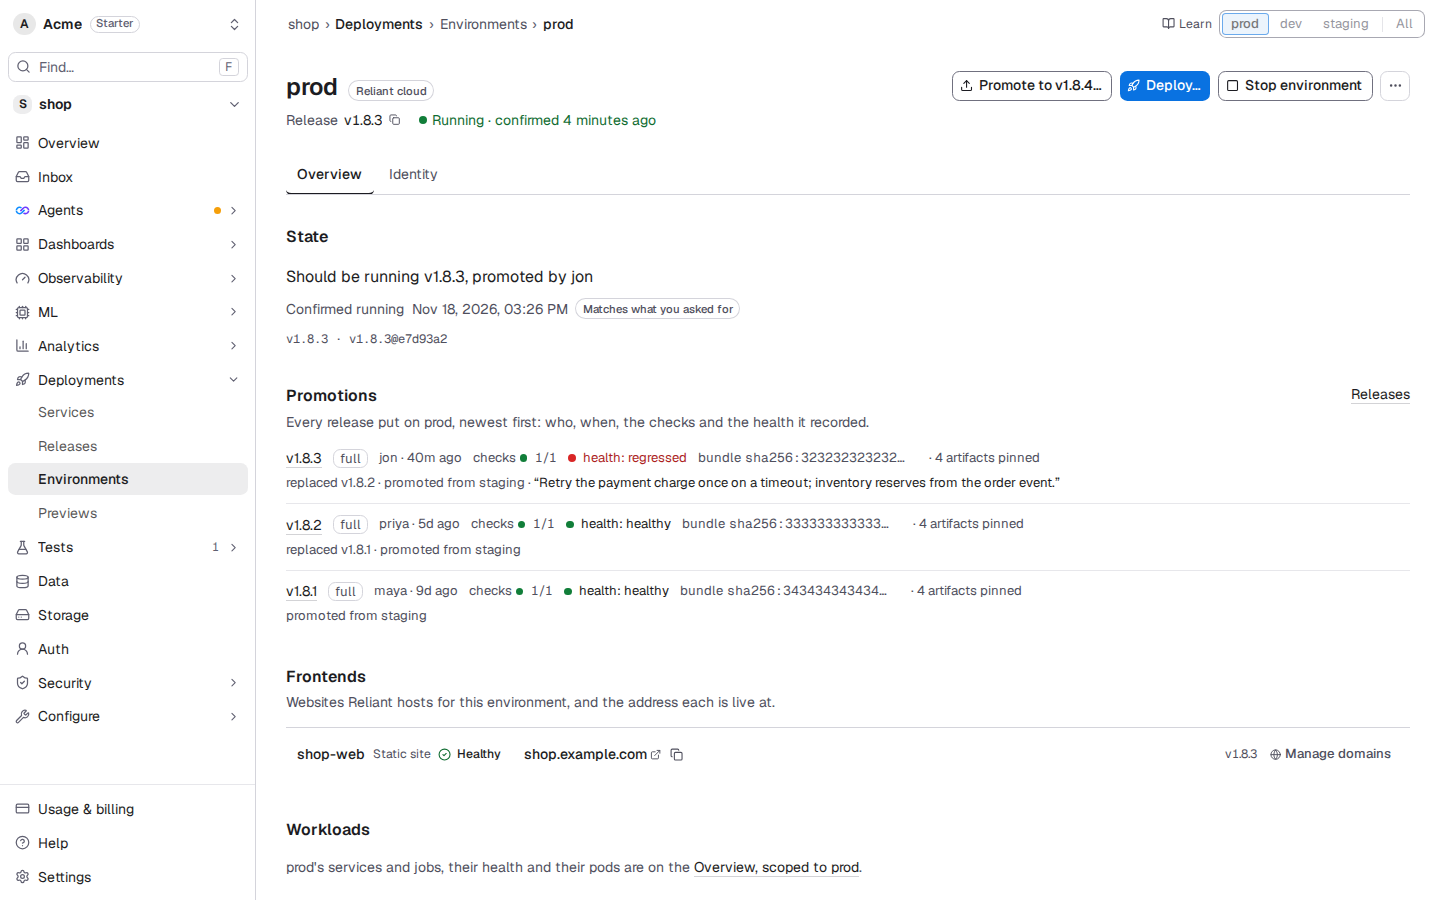 A Acme Starter
Find... F
S shop
Overview
Inbox
Agents
Dashboards
Observability
ML
Analytics
Deployments
Services
Releases
Environments
Previews
Tests 1
Data
Storage
Auth
Security
Configure
Usage & billing
Help
Settings
shop › Deployments › Environments › prod
Learn prod dev staging All
prod Reliant cloud
Promote to v1.8.4... Deploy... Stop environment ...
Release v1.8.3 Running · confirmed 4 minutes ago
Overview Identity
State
Should be running v1.8.3, promoted by jon
Confirmed running Nov 18, 2026, 03:26 PM Matches what you asked for
v1.8.3 · v1.8.3@e7d93a2
Promotions Releases
Every release put on prod, newest first: who, when, the checks and the health it recorded.
v1.8.3 full jon · 40m ago checks 1/1 health: regressed bundle sha256:323232323232… · 4 artifacts pinned
replaced v1.8.2 · promoted from staging · “Retry the payment charge once on a timeout; inventory reserves from the order event.”
v1.8.2 full priya · 5d ago checks 1/1 health: healthy bundle sha256:333333333333… · 4 artifacts pinned
replaced v1.8.1 · promoted from staging
v1.8.1 full maya · 9d ago checks 1/1 health: healthy bundle sha256:343434343434… · 4 artifacts pinned
promoted from staging
Frontends
Websites Reliant hosts for this environment, and the address each is live at.
shop-web Static site Healthy shop.example.com v1.8.3 Manage domains
Workloads
prod's services and jobs, their health and their pods are on the Overview, scoped to prod.